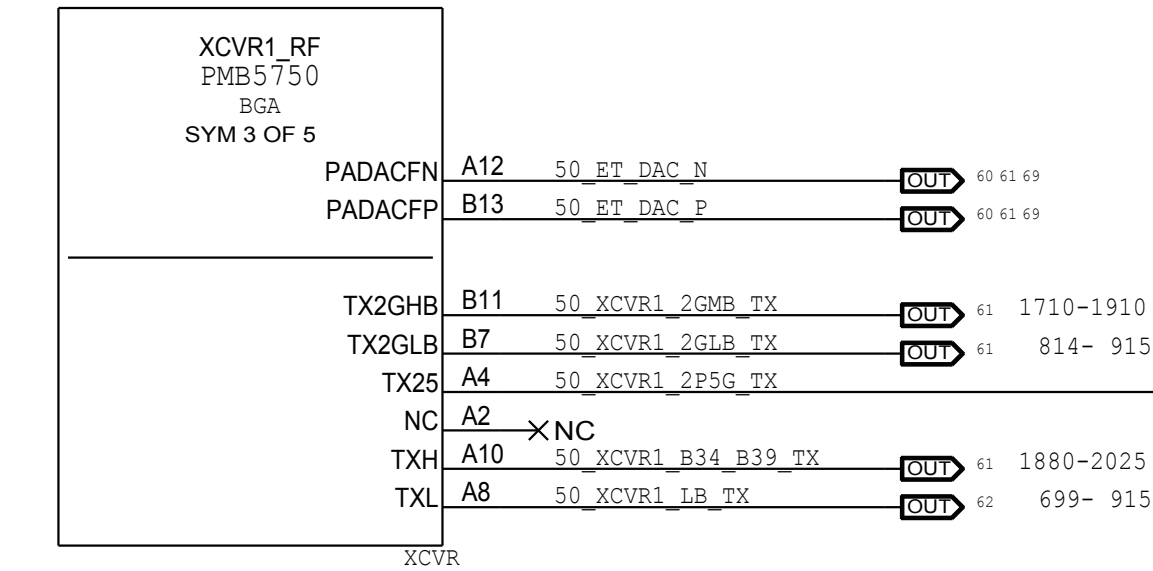 XCVR1_RF
PMB5750
BGA
SYM 3 OF 5
PADACFN A12 50_ET_DAC_N OUT 60 61 69
PADACFP B13 50_ET_DAC_P OUT 60 61 69
TX2GHB B11 50_XCVR1_2GMB_TX OUT 61 1710-1910
TX2GLB B7 50_XCVR1_2GLB_TX OUT 61 814- 915
TX25 A4 50_XCVR1_2P5G_TX
NC A2 NC
TXH A10 50_XCVR1_B34_B39_TX OUT 61 1880-2025
TXL A8 50_XCVR1_LB_TX OUT 62 699- 915
XCVR